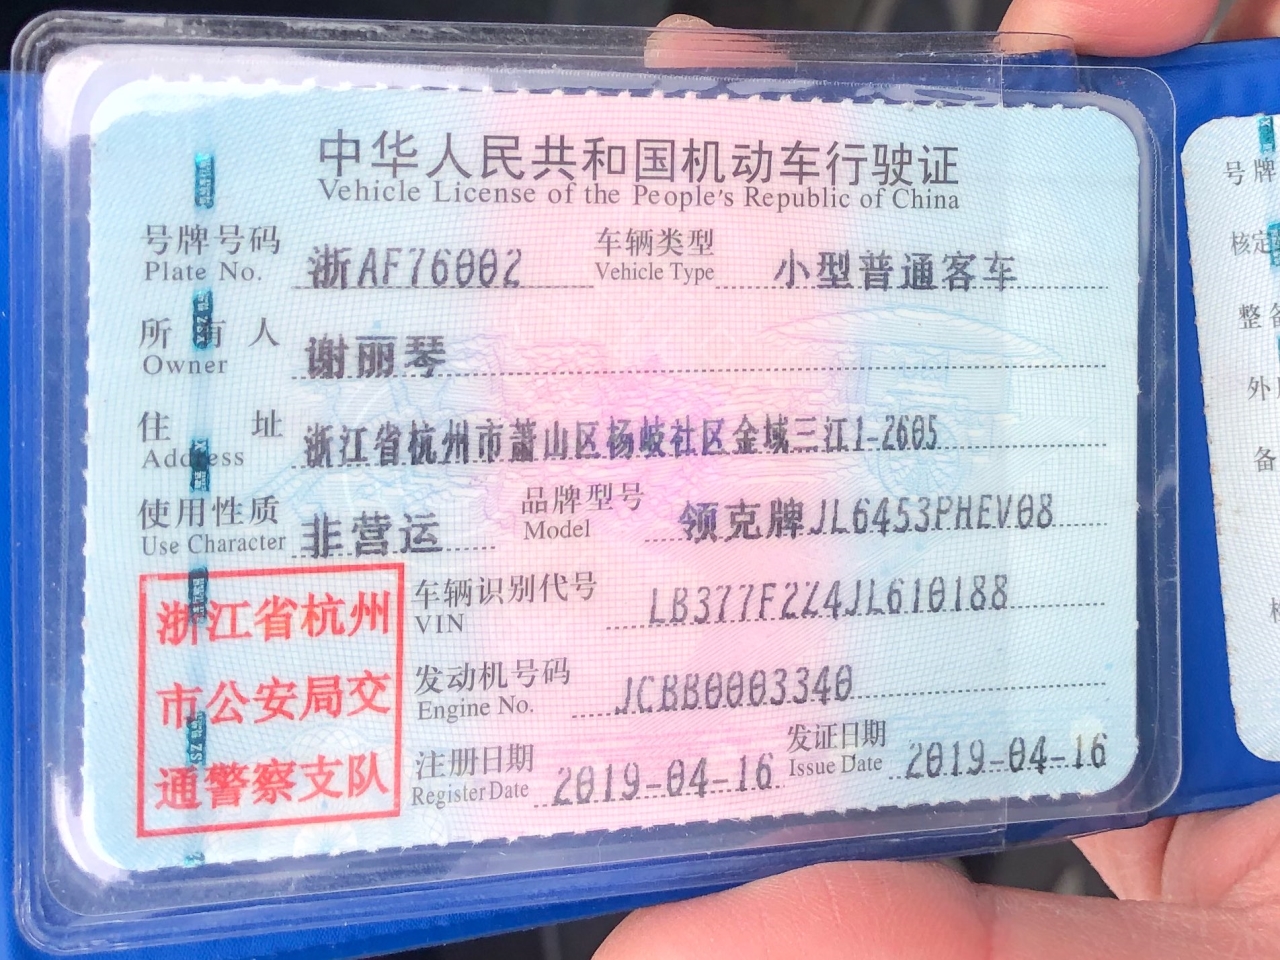 中华人民共和国机动车行驶证
Vehicle License of the People's Republic of China
号牌号码 浙AF76002 车辆类型 小型普通客车
Plate No. Vehicle Type
所有人 谢丽琴
Owner
住址 浙江省杭州市萧山区杨岐社区金域三江1-2605
Address
使用性质 非营运 品牌型号 领克牌JL6453PHEV08
Use Character Model
车辆识别代号 LB377F2Z4JL610188
VIN
发动机号码 JCBB0003340
Engine No.
注册日期 2019-04-16 发证日期 2019-04-16
Register Date Issue Date
浙江省杭州
市公安局交
通警察支队
号牌
核定
整备
外
备